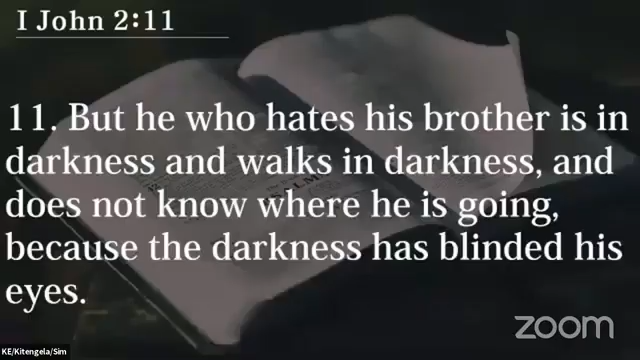 I John 2:11
11. But he who hates his brother is in
darkness and walks in darkness, and
does not know where he is going,
because the darkness has blinded his
eyes.
zoom
KE/Kitengela/Sim